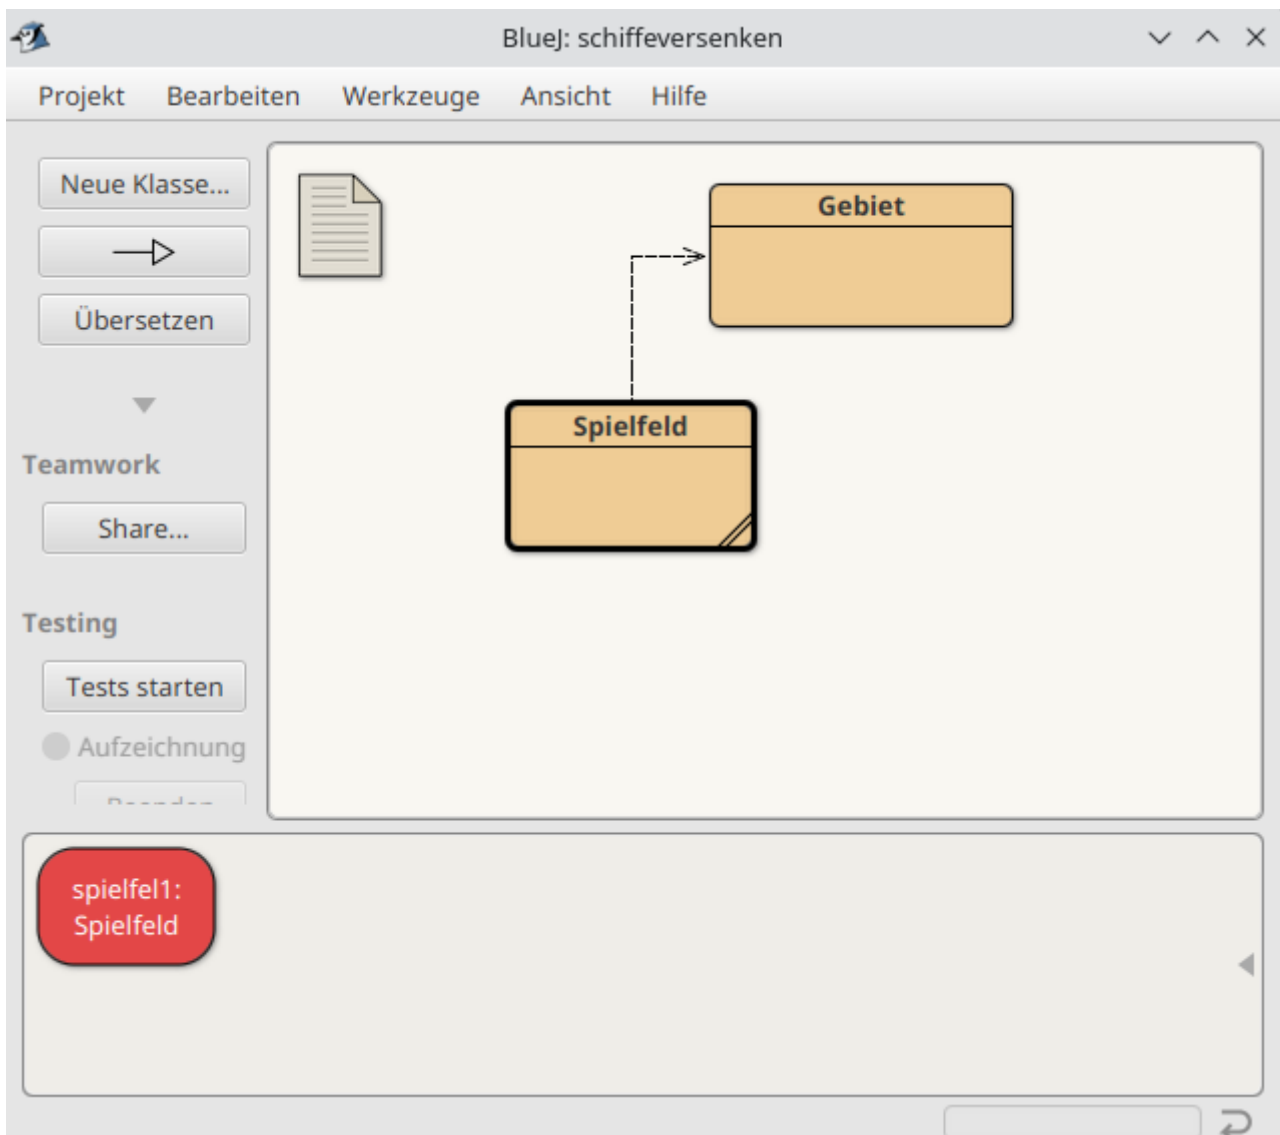 BlueJ: schiffeversenken
Projekt Bearbeiten Werkzeuge Ansicht Hilfe
Neue Klasse...
Übersetzen
Teamwork
Share...
Testing
Tests starten
Aufzeichnung
Gebiet
Spielfeld
spielfel1:
Spielfeld